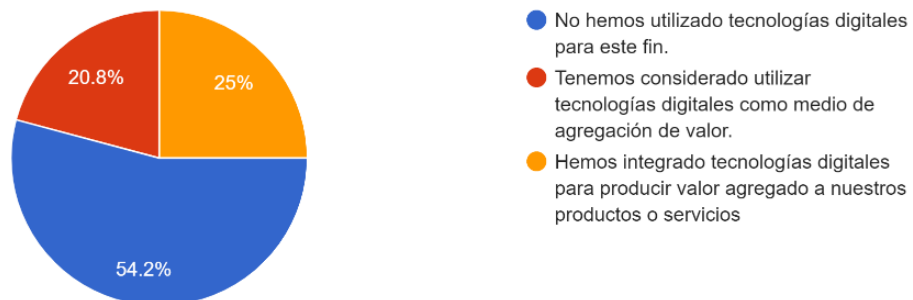 20.8%
25%
54.2%
No hemos utilizado tecnologías digitales
para este fin.
Tenemos considerado utilizar
tecnologías digitales como medio de
agregación de valor.
Hemos integrado tecnologías digitales
para producir valor agregado a nuestros
productos o servicios